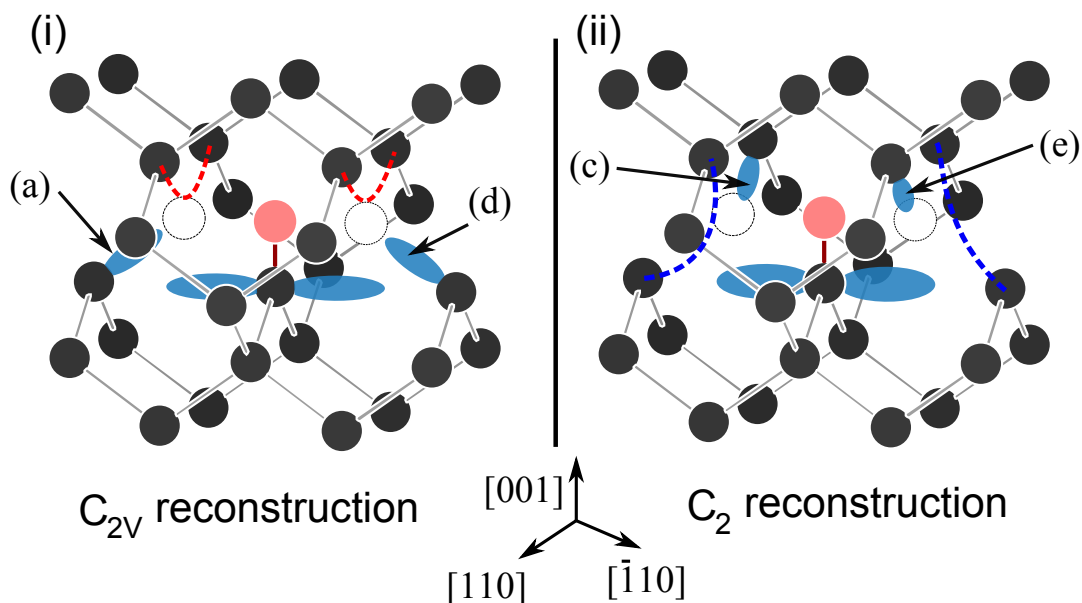 (i)
(ii)
(a)
(d)
(c)
(e)
C₂ᵥ reconstruction
[001]
[110]
[1̄10]
C₂ reconstruction